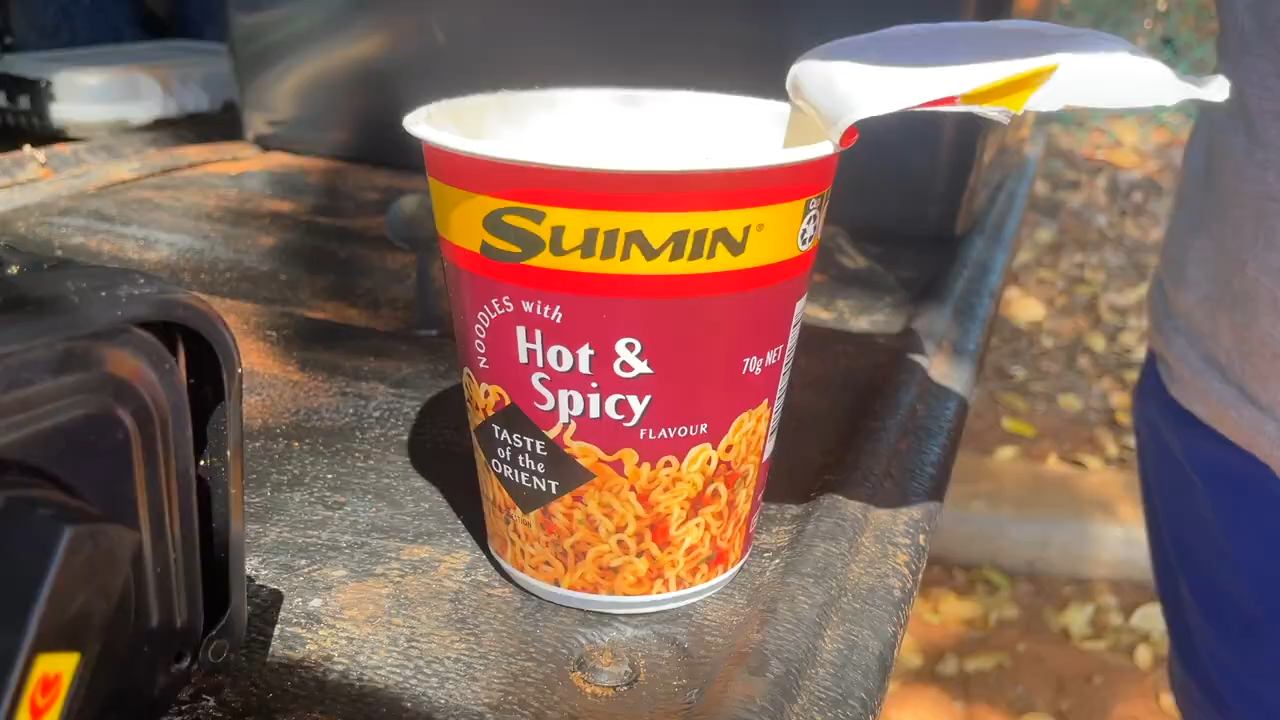 SUIMIN®
NOODLES with
Hot &
Spicy
FLAVOUR
70g NET
TASTE
of the
ORIENT